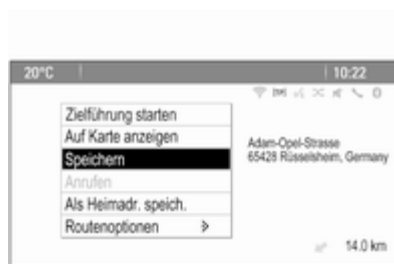 20°C
10:22
Zielführung starten
Auf Karte anzeigen
Speichern
Anrufen
Als Heimadr. speich.
Routenoptionen
Adam-Opel-Strasse
65428 Rüsselsheim, Germany
14.0 km